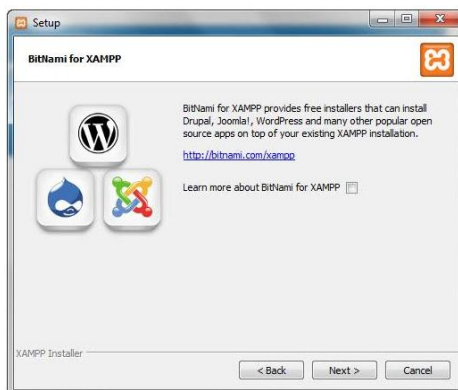 Setup
BitNami for XAMPP
BitNami for XAMPP provides free installers that can install
Drupal, Joomla!, WordPress and many other popular open
source apps on top of your existing XAMPP installation.
http://bitnami.com/xampp
Learn more about BitNami for XAMPP
XAMPP Installer
< Back
Next >
Cancel